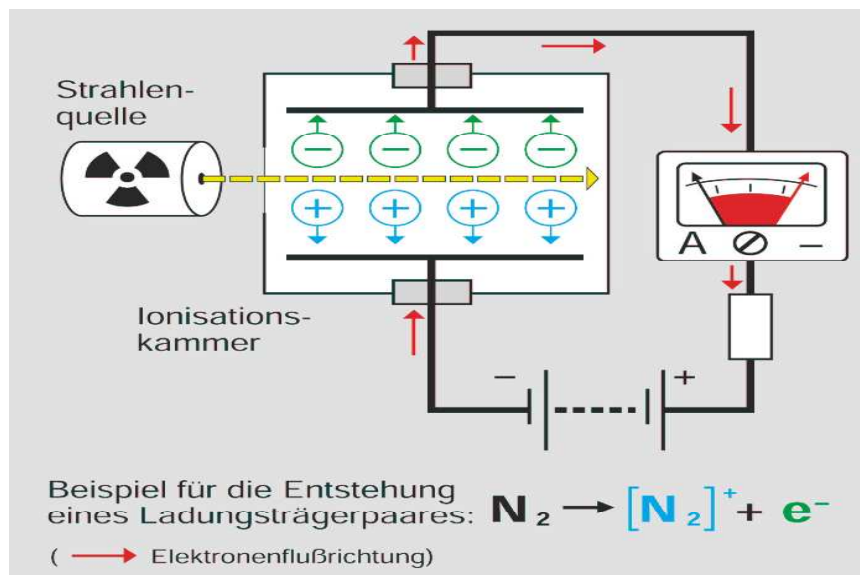 Strahlen-
quelle
A –
Ionisations-
kammer
– +
Beispiel für die Entstehung
eines Ladungsträgerpaares: N₂ → [N₂]⁺ + e⁻
( → Elektronenflußrichtung)